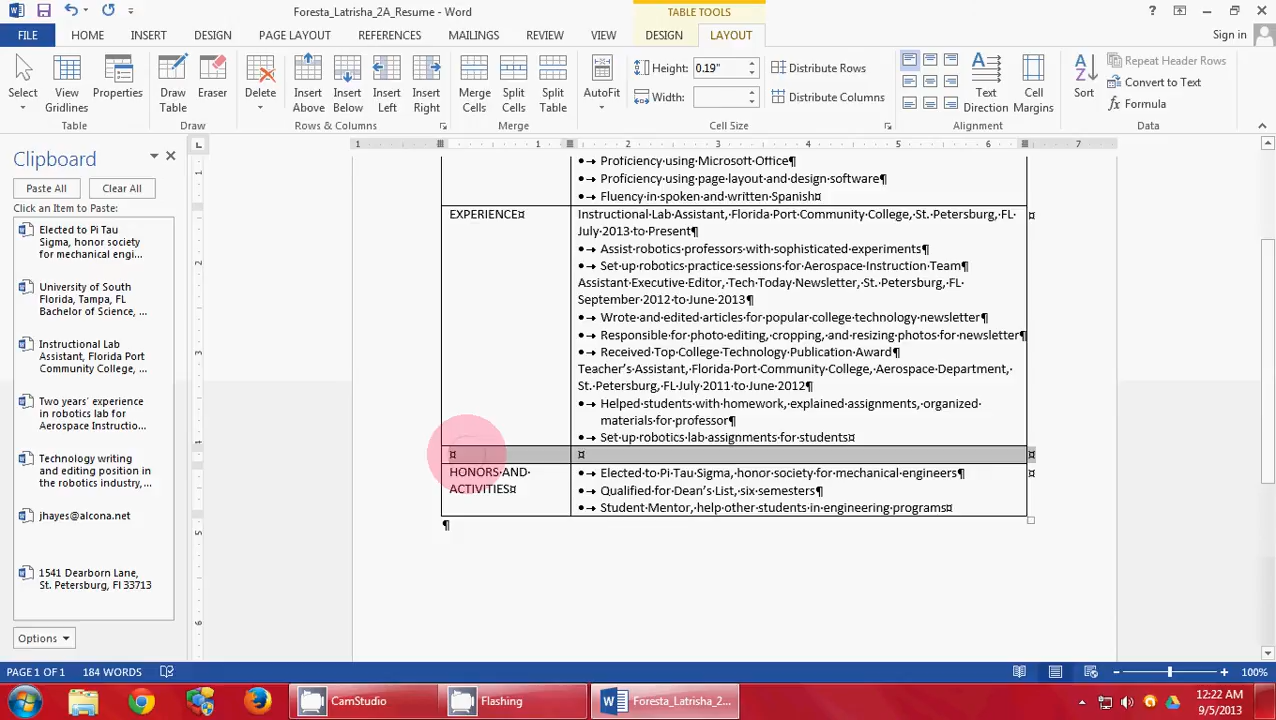 Foresta_Latrisha_2A_Resume - Word
TABLE TOOLS
FILE HOME INSERT DESIGN PAGE LAYOUT REFERENCES MAILINGS REVIEW VIEW DESIGN LAYOUT Sign in
Select
View Gridlines
Properties
Draw Table
Eraser
Delete
Insert Above
Insert Below
Insert Left
Insert Right
Merge Cells
Split Cells
Split Table
AutoFit
Height: 0.19"
Width:
Distribute Rows
Distribute Columns
Text Direction
Cell Margins
Sort
Repeat Header Rows
Convert to Text
Formula
Table Draw Rows & Columns Merge Cell Size Alignment Data
Clipboard
Paste All Clear All
Click an Item to Paste:
Elected to Pi Tau
Sigma, honor society
for mechanical engi...
University of South
Florida, Tampa, FL
Bachelor of Science, ...
Instructional Lab
Assistant, Florida Port
Community College, ...
Two years' experience
in robotics lab for
Aerospace Instructio...
Technology writing
and editing position in
the robotics industry, ...
jhayes@alcona.net
1541 Dearborn Lane,
St. Petersburg, Fl 33713
Options
1 1 2 3 4 5 6 7
1
2
3
4
5
6
•→Proficiency·using·Microsoft·Office¶
•→Proficiency·using·page·layout·and·design·software¶
•→Fluency·in·spoken·and·written·Spanish¤
EXPERIENCE¤
Instructional·Lab·Assistant,·Florida·Port·Community·College,·St.·Petersburg,·FL· ¤
July·2013·to·Present¶
•→Assist·robotics·professors·with·sophisticated·experiments¶
•→Set·up·robotics·practice·sessions·for·Aerospace·Instruction·Team¶
Assistant·Executive·Editor,·Tech·Today·Newsletter,·St.·Petersburg,·FL·
September·2012·to·June·2013¶
•→Wrote·and·edited·articles·for·popular·college·technology·newsletter¶
•→Responsible·for·photo·editing,·cropping,·and·resizing·photos·for·newsletter¶
•→Received·Top·College·Technology·Publication·Award¶
Teacher's·Assistant,·Florida·Port·Community·College,·Aerospace·Department,·
St.·Petersburg,·FL·July·2011·to·June·2012¶
•→Helped·students·with·homework,·explained·assignments,·organized·
materials·for·professor¶
•→Set·up·robotics·lab·assignments·for·students¤
¤ ¤ ¤
HONORS·AND·
ACTIVITIES¤
•→Elected·to·Pi·Tau·Sigma,·honor·society·for·mechanical·engineers¶ ¤
•→Qualified·for·Dean's·List,·six·semesters¶
•→Student·Mentor,·help·other·students·in·engineering·programs¤
¶
PAGE 1 OF 1 184 WORDS 100%
CamStudio Flashing Foresta_Latrisha_2...
12:22 AM
9/5/2013